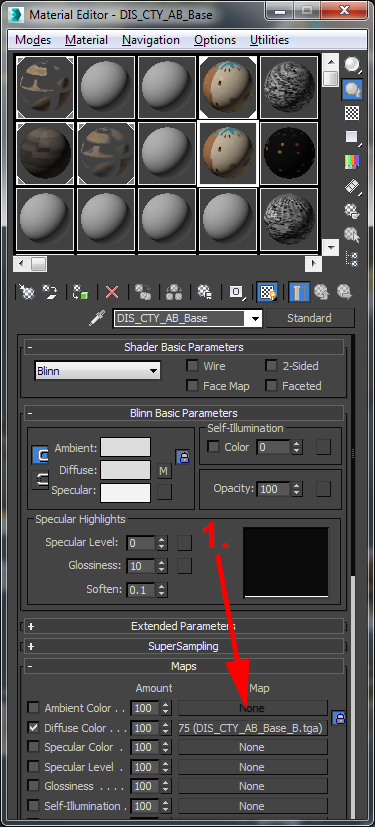 Material Editor - DIS_CTY_AB_Base
Modes Material Navigation Options Utilities
DIS_CTY_AB_Base Standard
- Shader Basic Parameters
Blinn Wire 2-Sided
Face Map Faceted
- Blinn Basic Parameters
Self-Illumination
Ambient: Color 0
Diffuse: M
Specular: Opacity: 100
Specular Highlights
Specular Level: 0
Glossiness: 10
Soften: 0.1
1.
+ Extended Parameters
+ SuperSampling
- Maps
Amount Map
Ambient Color . . . 100 None
Diffuse Color . . . 100 75 (DIS_CTY_AB_Base_B.tga)
Specular Color . 100 None
Specular Level . 100 None
Glossiness . . . . 100 None
Self-Illumination . 100 None